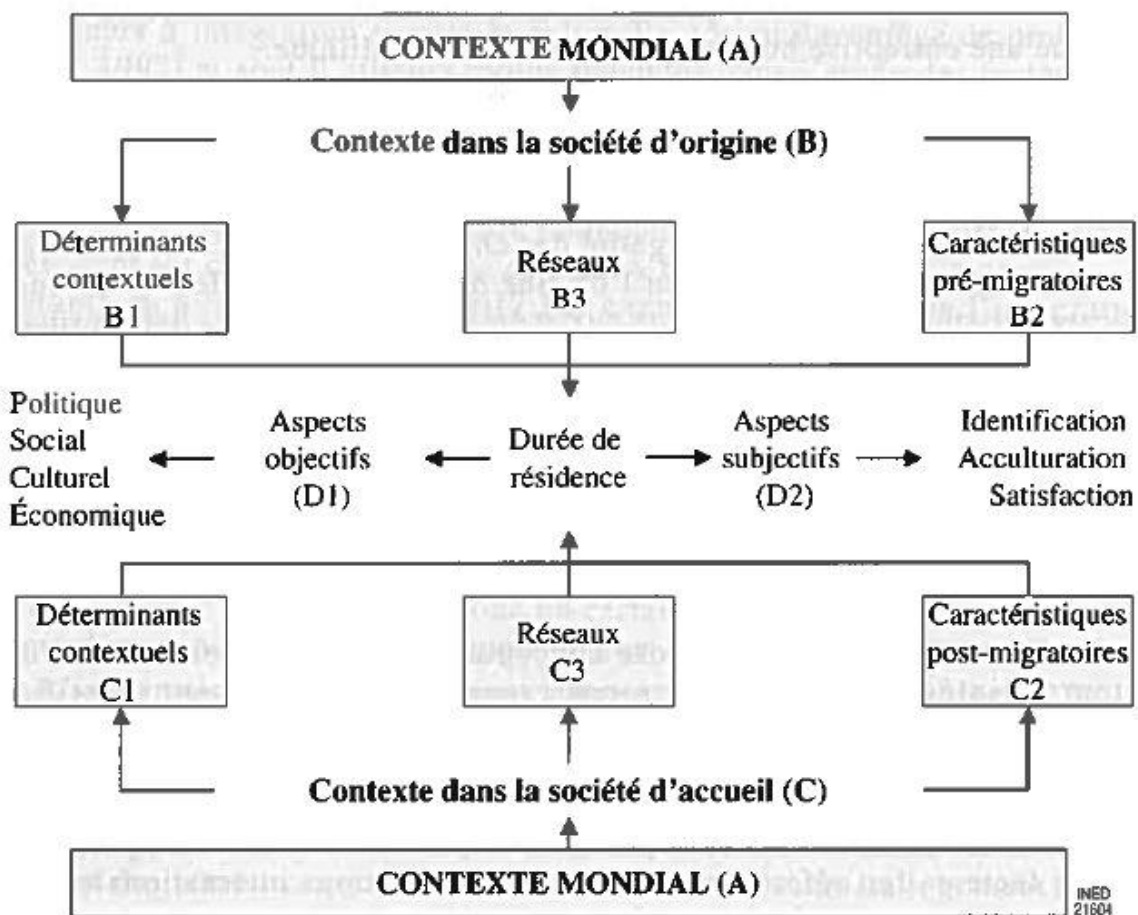 CONTEXTE MONDIAL (A)
Contexte dans la société d'origine (B)
Déterminants
contextuels
B1
Réseaux
B3
Caractéristiques
pré-migratoires
B2
Politique
Social
Culturel
Économique
Aspects
objectifs
(D1)
Durée de
résidence
Aspects
subjectifs
(D2)
Identification
Acculturation
Satisfaction
Déterminants
contextuels
C1
Réseaux
C3
Caractéristiques
post-migratoires
C2
Contexte dans la société d'accueil (C)
CONTEXTE MONDIAL (A)
INED
21604